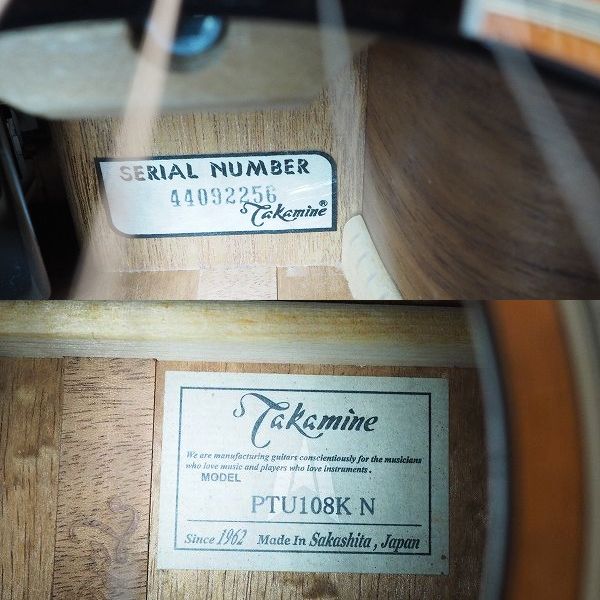 SERIAL NUMBER
44092256
Takamine®
Takamine
We are manufacturing guitars conscientiously for the musicians
who love music and players who love instruments.
MODEL
PTU108K N
Since 1962 Made In Sakashita, Japan